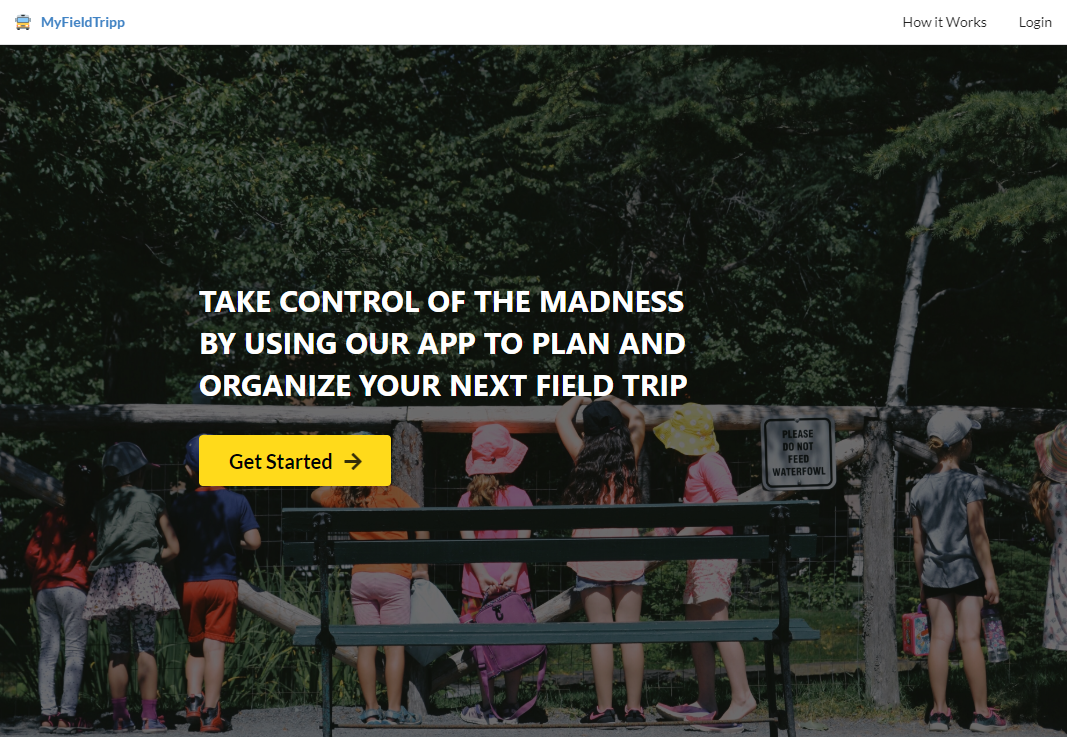 MyFieldTripp
How it Works
Login
TAKE CONTROL OF THE MADNESS
BY USING OUR APP TO PLAN AND
ORGANIZE YOUR NEXT FIELD TRIP
Get Started
PLEASE
DO NOT
FEED
WATERFOWL